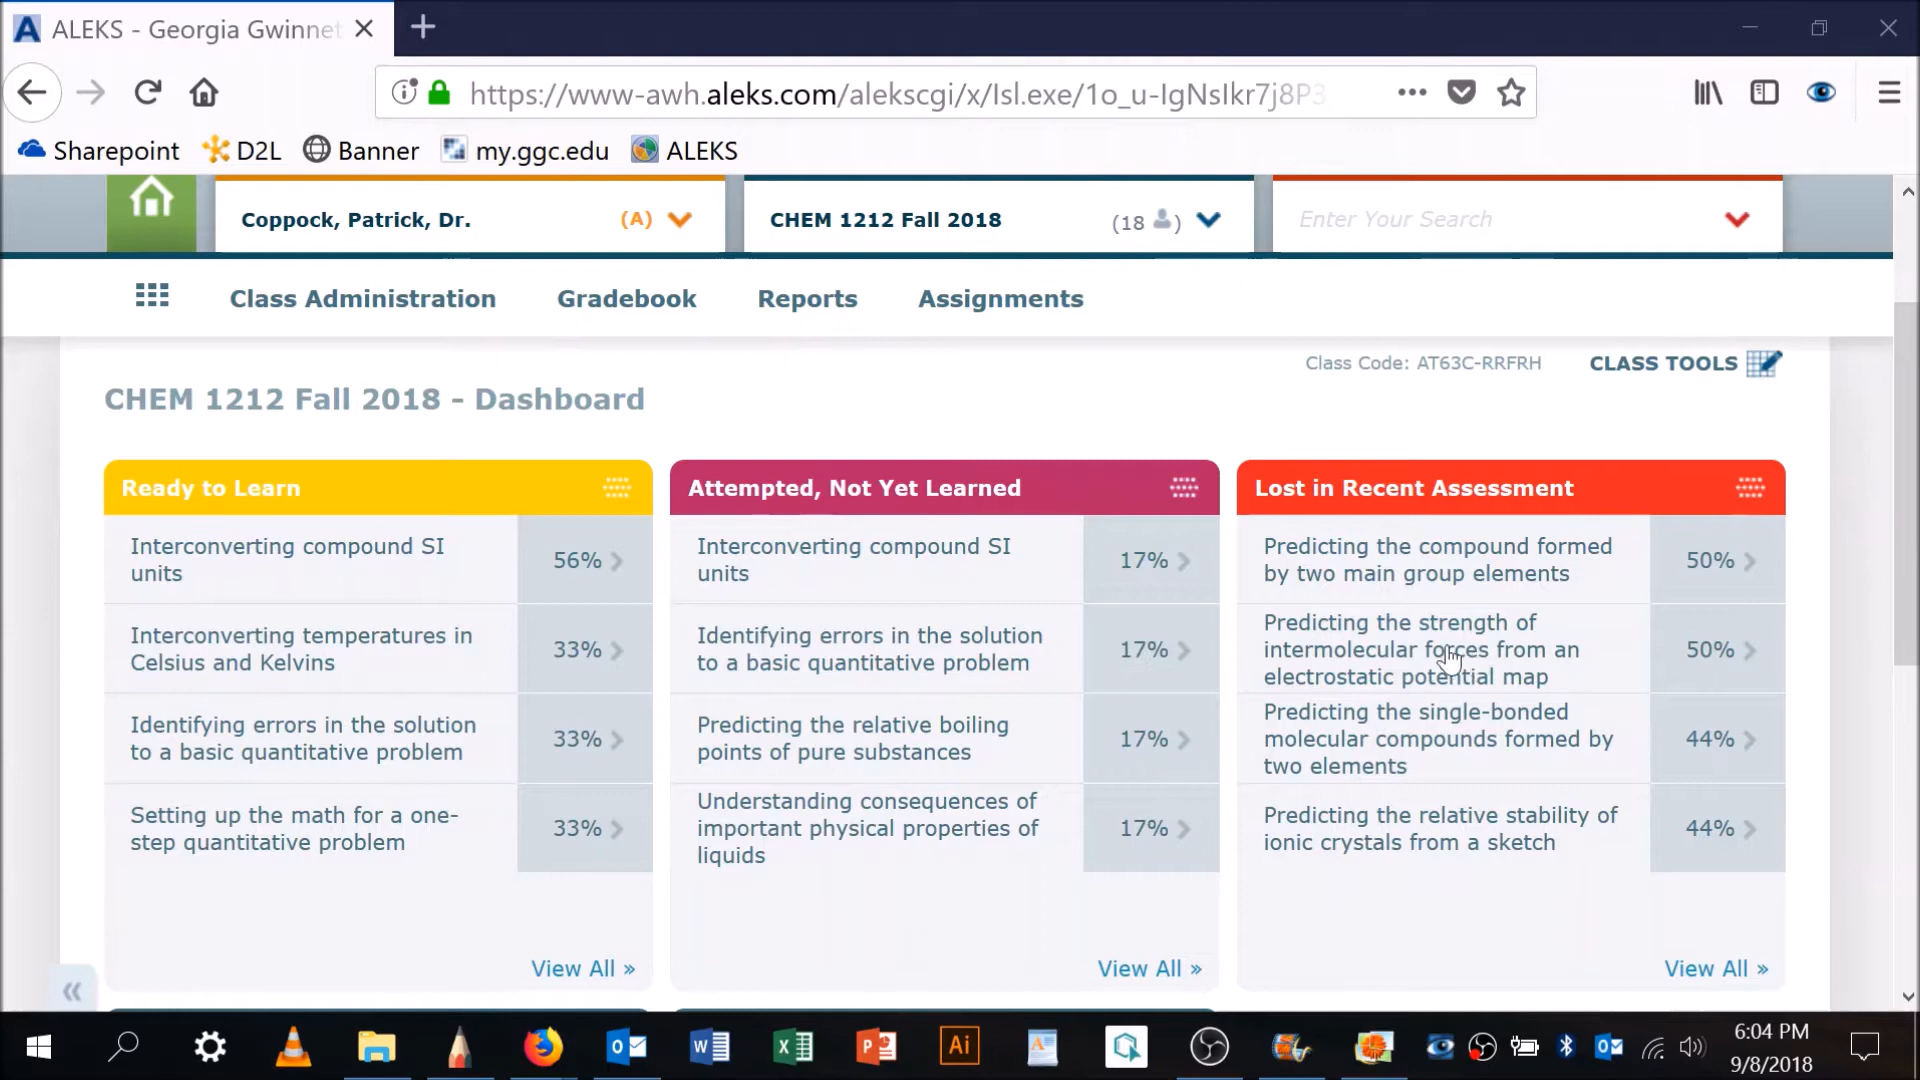 ALEKS - Georgia Gwinnet
https://www-awh.aleks.com/alekscgi/x/Isl.exe/1o_u-IgNsIkr7j8P3
Sharepoint D2L Banner my.ggc.edu ALEKS
Coppock, Patrick, Dr. (A) CHEM 1212 Fall 2018 (18 ) Enter Your Search
Class Administration Gradebook Reports Assignments
Class Code: AT63C-RRFRH CLASS TOOLS
CHEM 1212 Fall 2018 - Dashboard
Ready to Learn
Interconverting compound SI
units
56%
Interconverting temperatures in
Celsius and Kelvins
33%
Identifying errors in the solution
to a basic quantitative problem
33%
Setting up the math for a one-
step quantitative problem
33%
View All »
Attempted, Not Yet Learned
Interconverting compound SI
units
17%
Identifying errors in the solution
to a basic quantitative problem
17%
Predicting the relative boiling
points of pure substances
17%
Understanding consequences of
important physical properties of
liquids
17%
View All »
Lost in Recent Assessment
Predicting the compound formed
by two main group elements
50%
Predicting the strength of
intermolecular forces from an
electrostatic potential map
50%
Predicting the single-bonded
molecular compounds formed by
two elements
44%
Predicting the relative stability of
ionic crystals from a sketch
44%
View All »
6:04 PM
9/8/2018